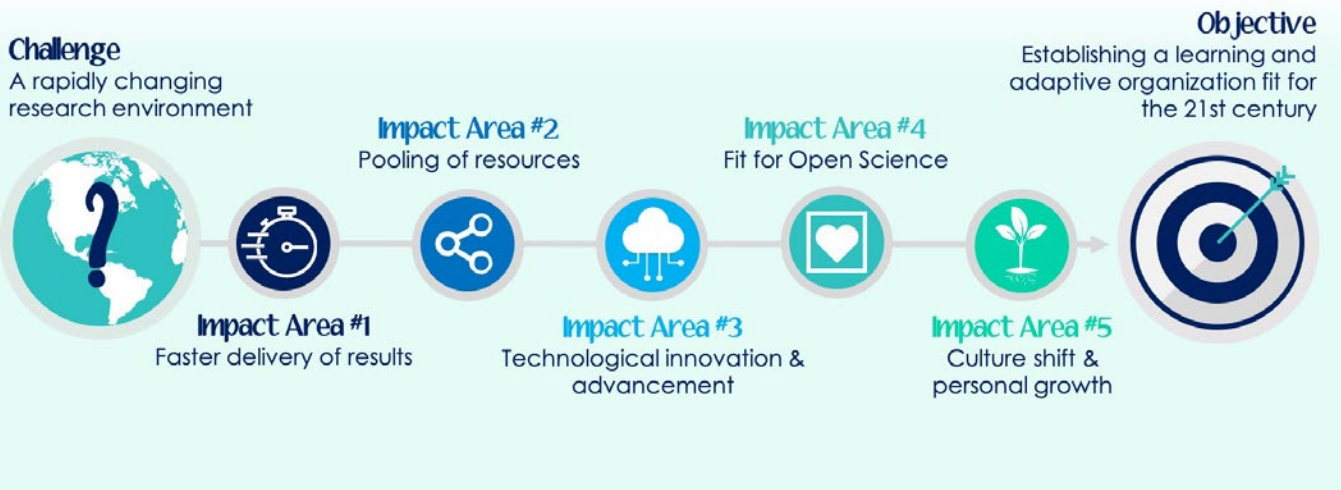 Challenge
A rapidly changing
research environment
Impact Area #1
Faster delivery of results
Impact Area #2
Pooling of resources
Impact Area #3
Technological innovation &
advancement
Impact Area #4
Fit for Open Science
Impact Area #5
Culture shift &
personal growth
Objective
Establishing a learning and
adaptive organization fit for
the 21st century
?